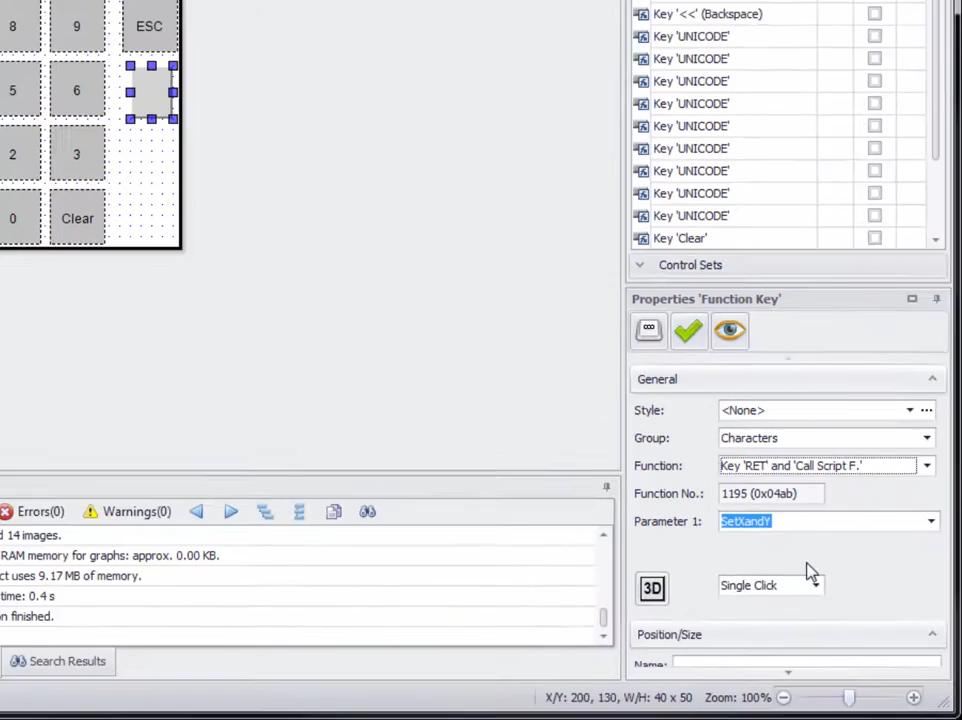 8 9 ESC
5 6
2 3
0 Clear
Key '<<' (Backspace)
Key 'UNICODE'
Key 'UNICODE'
Key 'UNICODE'
Key 'UNICODE'
Key 'UNICODE'
Key 'UNICODE'
Key 'UNICODE'
Key 'UNICODE'
Key 'UNICODE'
Key 'Clear'
Control Sets
Properties 'Function Key'
General
Style: <None>
Group: Characters
Function: Key 'RET' and 'Call Script F.'
Function No.: 1195 (0x04ab)
Parameter 1: SetXandY
3D Single Click
Position/Size
Name:
Errors(0) Warnings(0)
d 14 images.
RAM memory for graphs: approx. 0.00 KB.
ct uses 9.17 MB of memory.
time: 0.4 s
on finished.
Search Results
X/Y: 200, 130, W/H: 40 x 50 Zoom: 100%